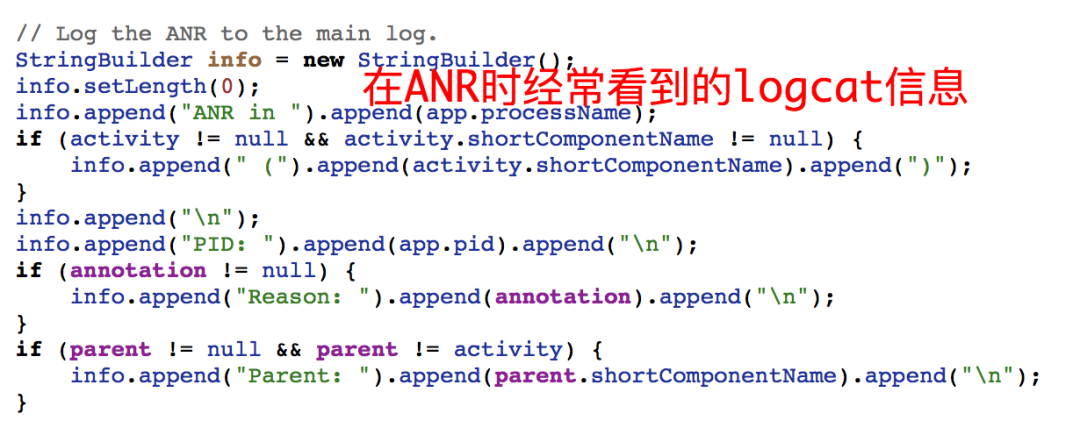 // Log the ANR to the main log.
StringBuilder info = new StringBuilder();
在ANR时经常看到的logcat信息
info.setLength(0);
info.append("ANR in ").append(app.processName);
if (activity != null && activity.shortComponentName != null) {
    info.append(" (").append(activity.shortComponentName).append(")");
}
info.append("\n");
info.append("PID: ").append(app.pid).append("\n");
if (annotation != null) {
    info.append("Reason: ").append(annotation).append("\n");
}
if (parent != null && parent != activity) {
    info.append("Parent: ").append(parent.shortComponentName).append("\n");
}